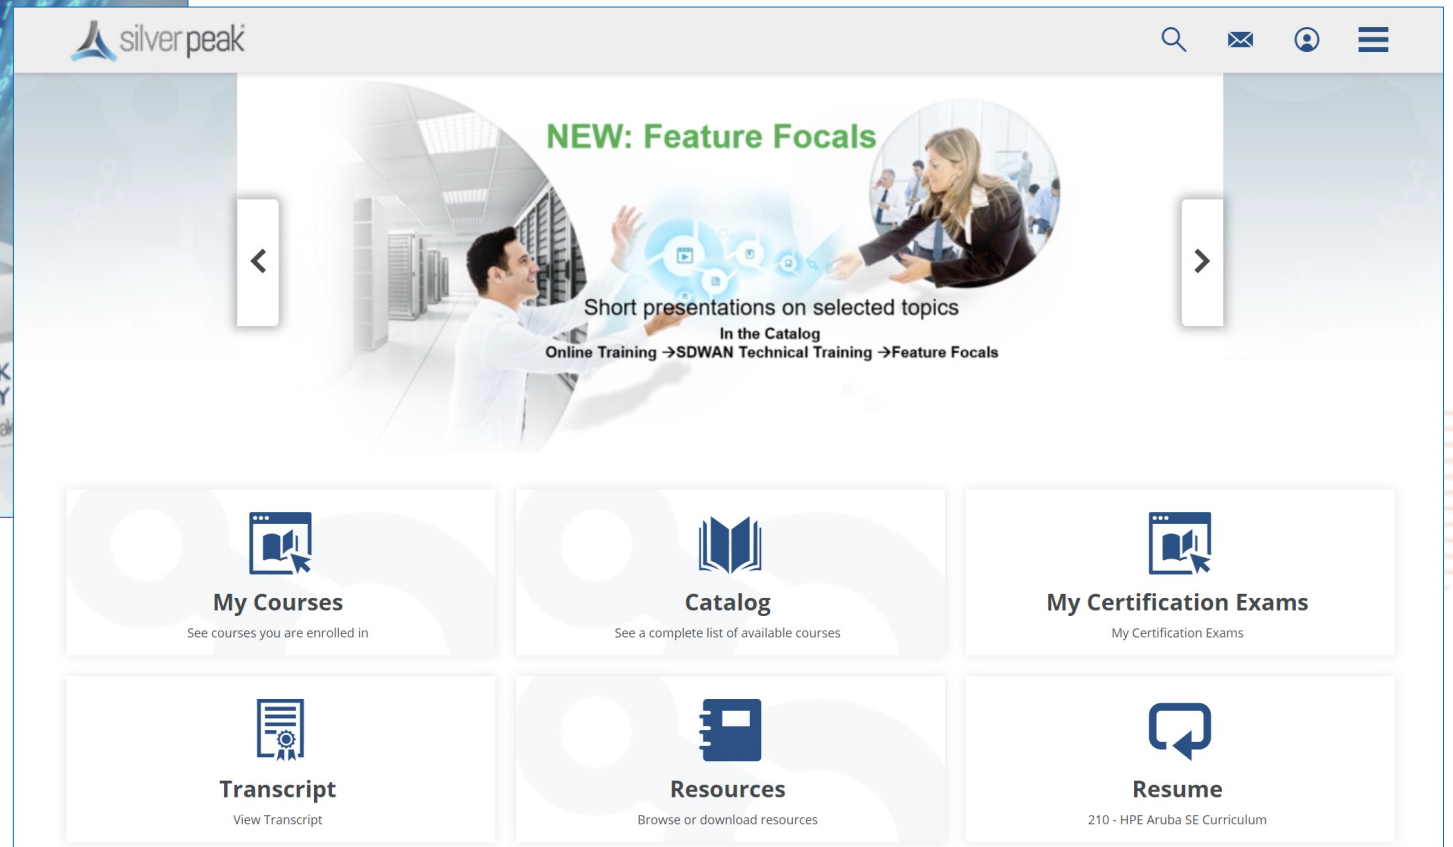 silver peak
NEW: Feature Focals
Short presentations on selected topics
In the Catalog
Online Training →SDWAN Technical Training →Feature Focals
My Courses
See courses you are enrolled in
Catalog
See a complete list of available courses
My Certification Exams
My Certification Exams
Transcript
View Transcript
Resources
Browse or download resources
Resume
210 - HPE Aruba SE Curriculum